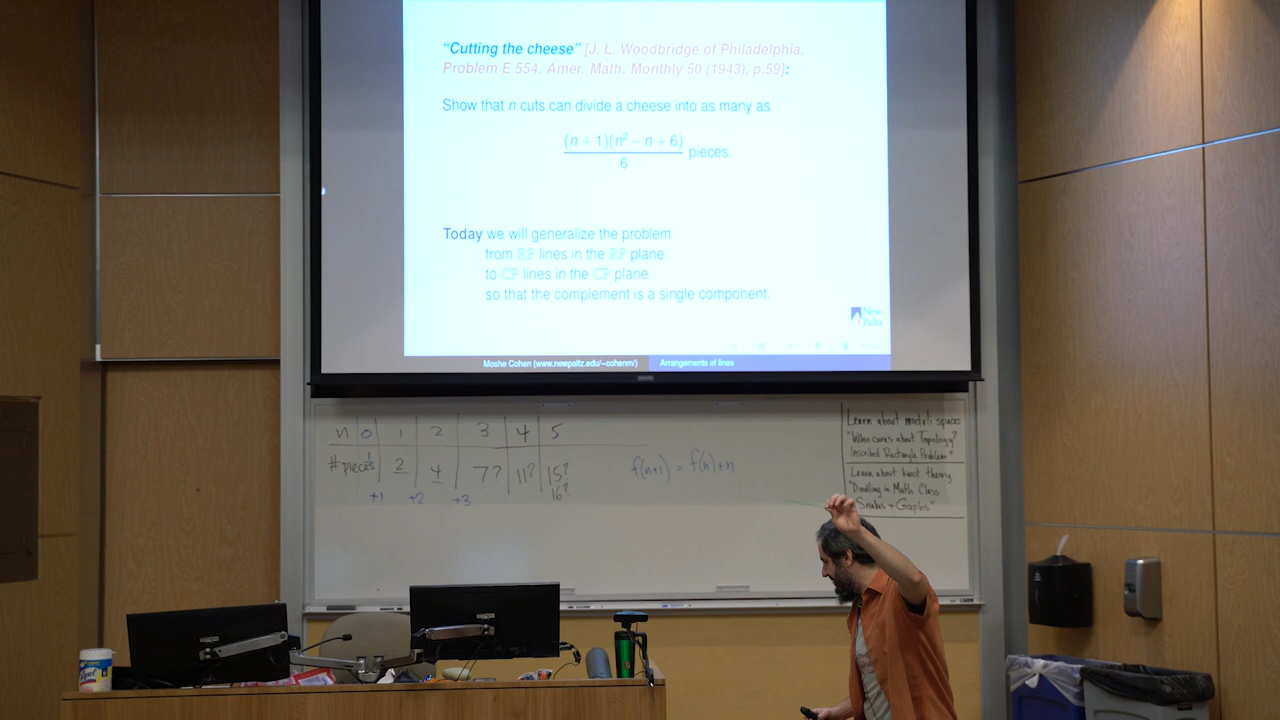 “Cutting the cheese” [J. L. Woodbridge of Philadelphia,
Problem E 554, Amer. Math. Monthly 50 (1943), p.59]:
Show that n cuts can divide a cheese into as many as
(n + 1)(n² − n + 6)
6
pieces.
Today we will generalize the problem
from RP lines in the RP plane
to CP lines in the CP plane
so that the complement is a single component.
New
Paltz
Moshe Cohen (www.newpaltz.edu/~cohenm/) Arrangements of lines
n 0 1 2 3 4 5
#pieces 1 2 4 7? 11? 15?
16?
+1 +2 +3
f(n+1) = f(n)+n
Learn about moduli spaces
"Who cares about Topology?
Inscribed Rectangle Problem"
Learn about knot theory
"Doodling in Math Class
Snakes + Graphs"